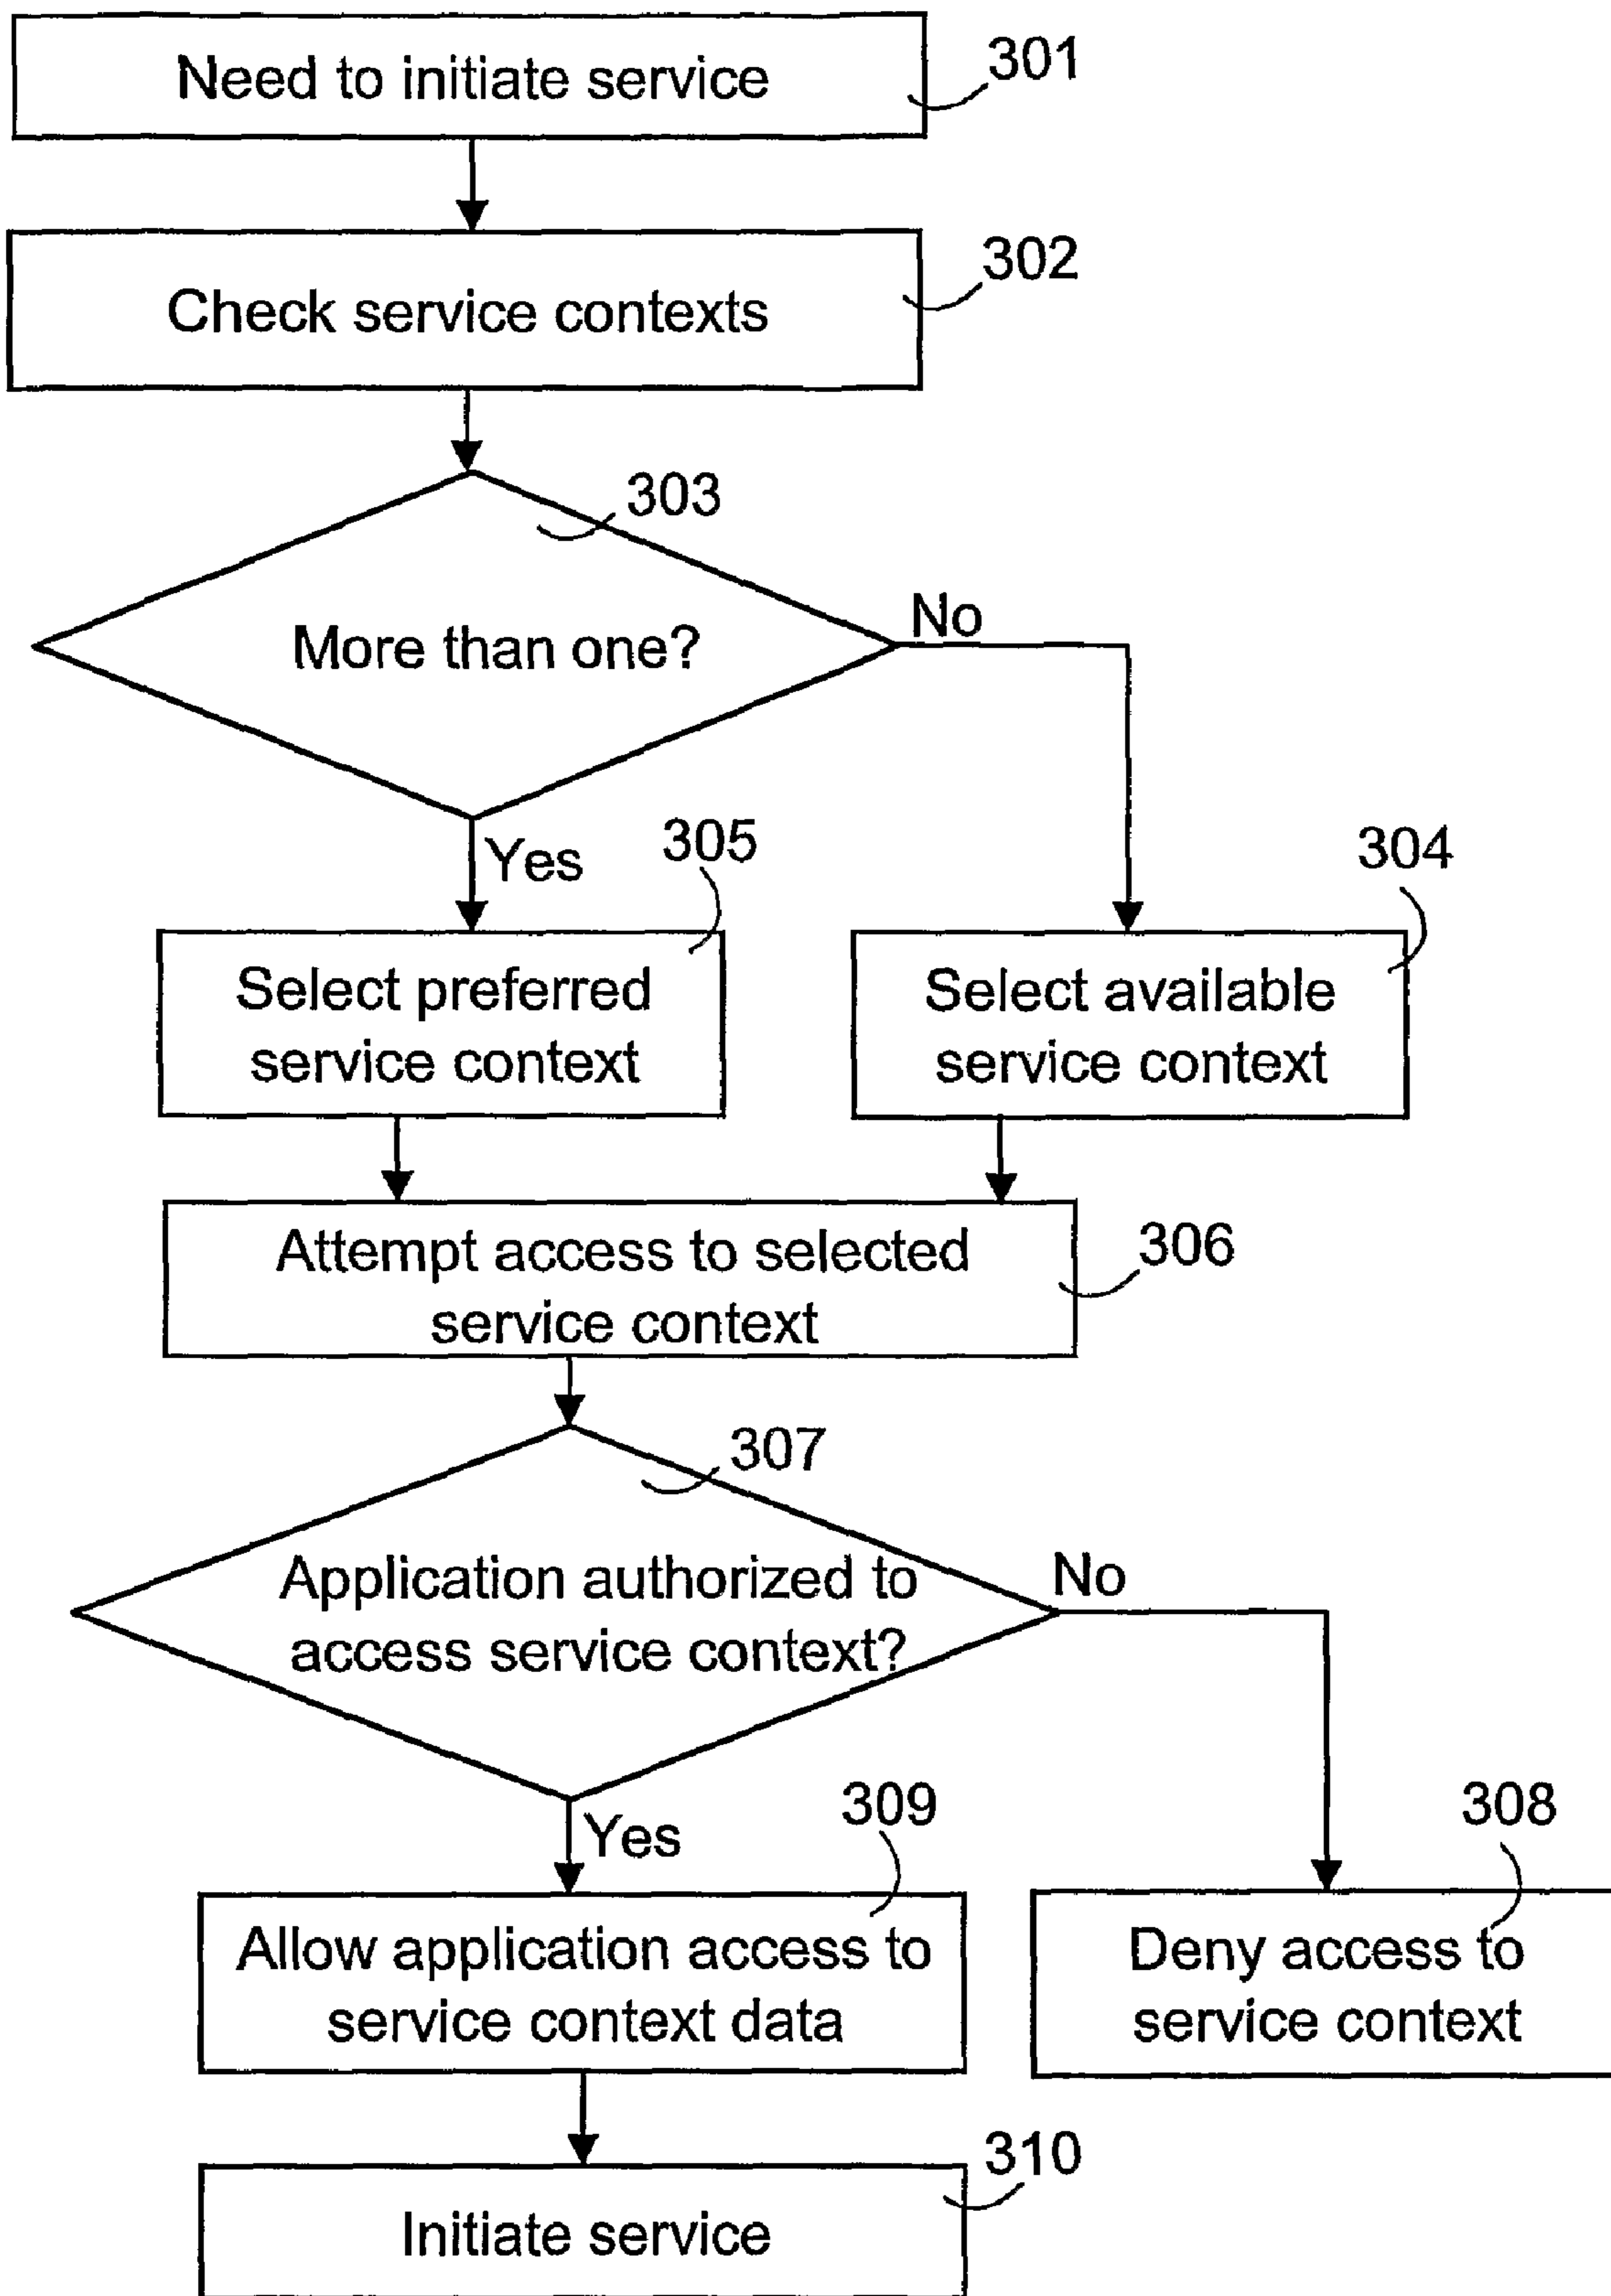 Need to initiate service
301
Check service contexts
302
303
More than one?
No
Yes
305
304
Select preferred
service context
Select available
service context
Attempt access to selected
service context
306
307
Application authorized to
access service context?
No
Yes
309
308
Allow application access to
service context data
Deny access to
service context
310
Initiate service